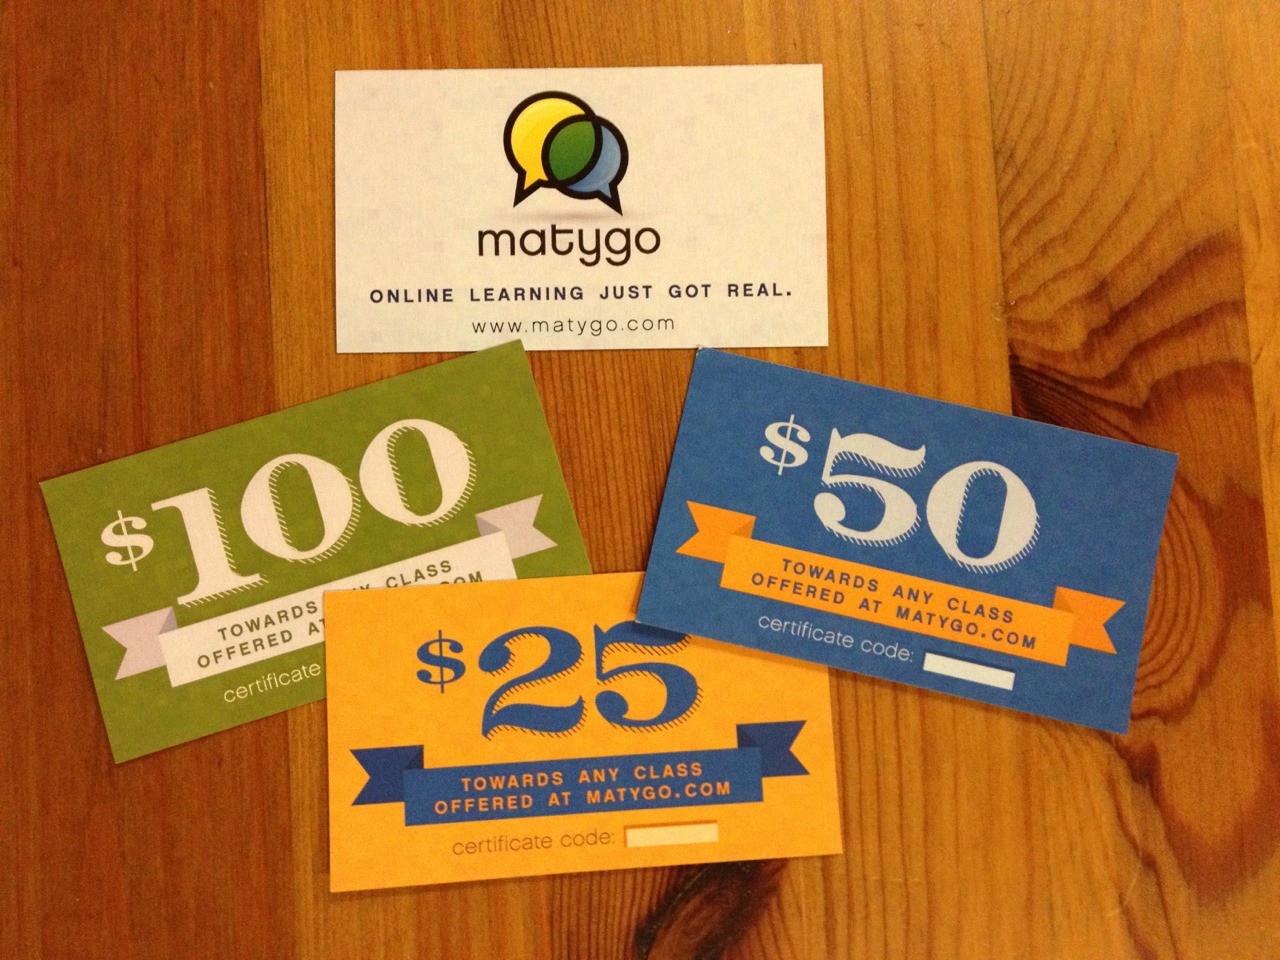 matygo
ONLINE LEARNING JUST GOT REAL.
www.matygo.com
$100
TOWARDS CLASS
OFFERED AT .COM
certificate
$50
TOWARDS ANY CLASS
OFFERED AT MATYGO.COM
certificate code:
$25
TOWARDS ANY CLASS
OFFERED AT MATYGO.COM
certificate code: